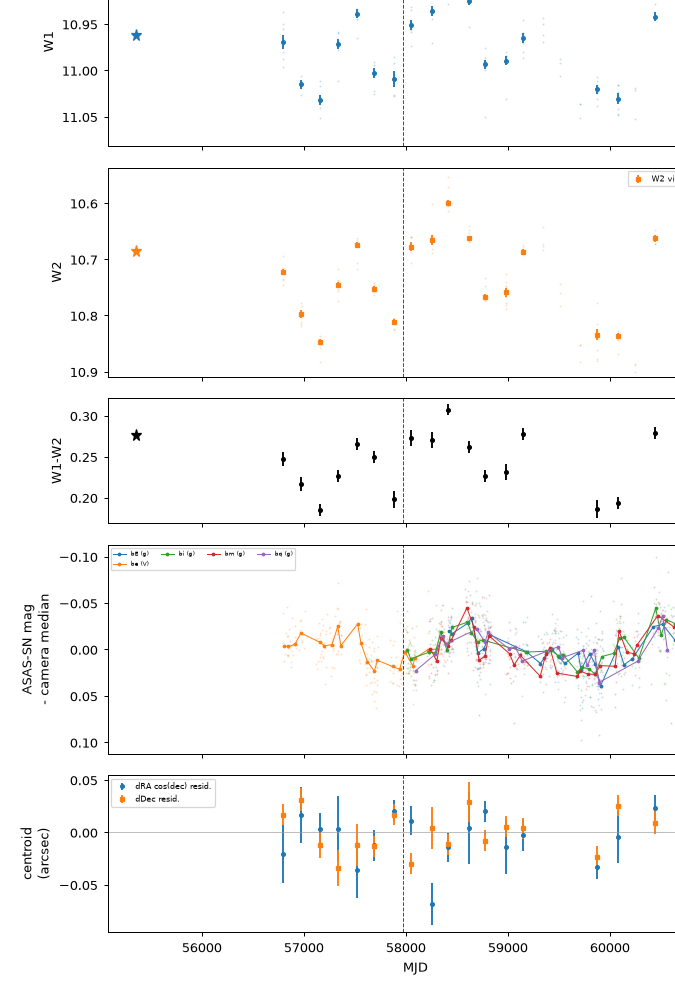 10.95
11.00
11.05
W1
W2 vi
10.6
10.7
10.8
10.9
W2
0.30
0.25
0.20
W1-W2
bE (g) bi (g) bm (g) bq (g)
be (V)
−0.10
−0.05
0.00
0.05
0.10
ASAS-SN mag
- camera median
dRA cos(dec) resid.
dDec resid.
0.05
0.00
−0.05
centroid
(arcsec)
56000 57000 58000 59000 60000
MJD